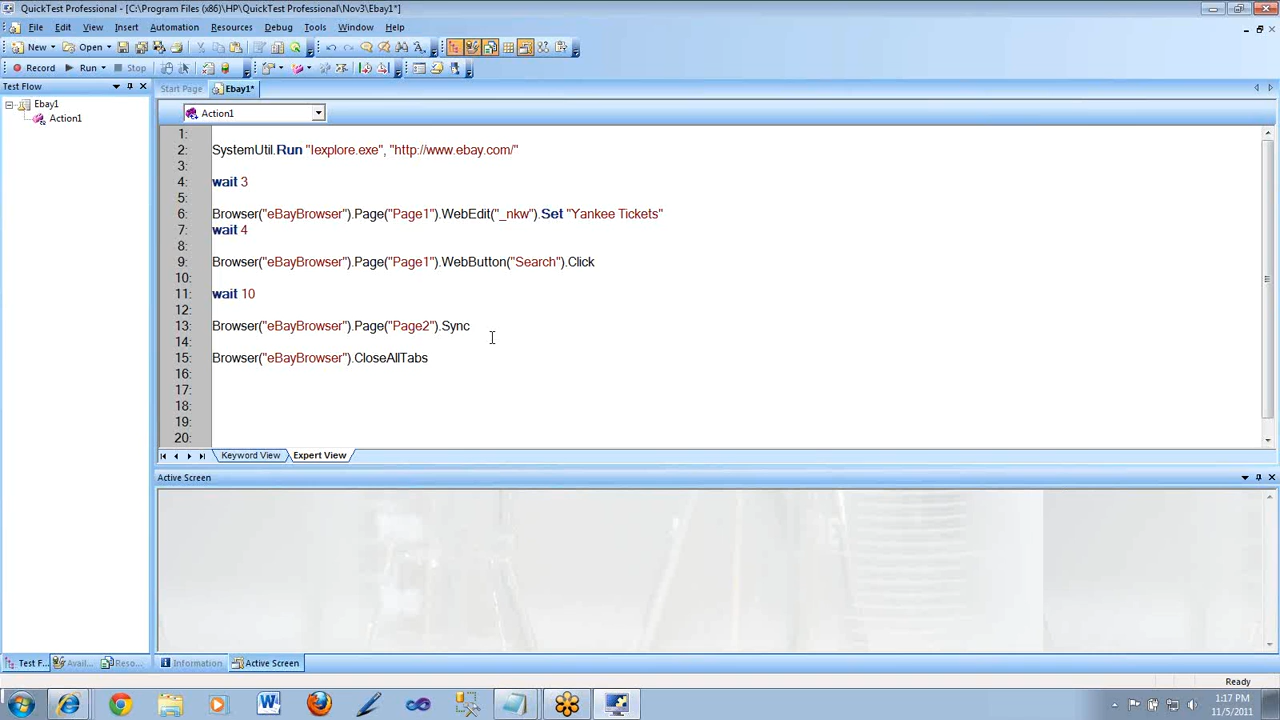 QuickTest Professional - [C:\Program Files (x86)\HP\QuickTest Professional\Nov3\Ebay1*]
File Edit View Insert Automation Resources Debug Tools Window Help
New Open
Record Run Stop
Test Flow
Start Page Ebay1*
Ebay1
Action1
Action1
1:
2: SystemUtil.Run "Iexplore.exe", "http://www.ebay.com/"
3:
4: wait 3
5:
6: Browser("eBayBrowser").Page("Page1").WebEdit("_nkw").Set "Yankee Tickets"
7: wait 4
8:
9: Browser("eBayBrowser").Page("Page1").WebButton("Search").Click
10:
11: wait 10
12:
13: Browser("eBayBrowser").Page("Page2").Sync
14:
15: Browser("eBayBrowser").CloseAllTabs
16:
17:
18:
19:
20:
Keyword View Expert View
Active Screen
Test F... Avail... Reso... Information Active Screen
Ready
1:17 PM
11/5/2011